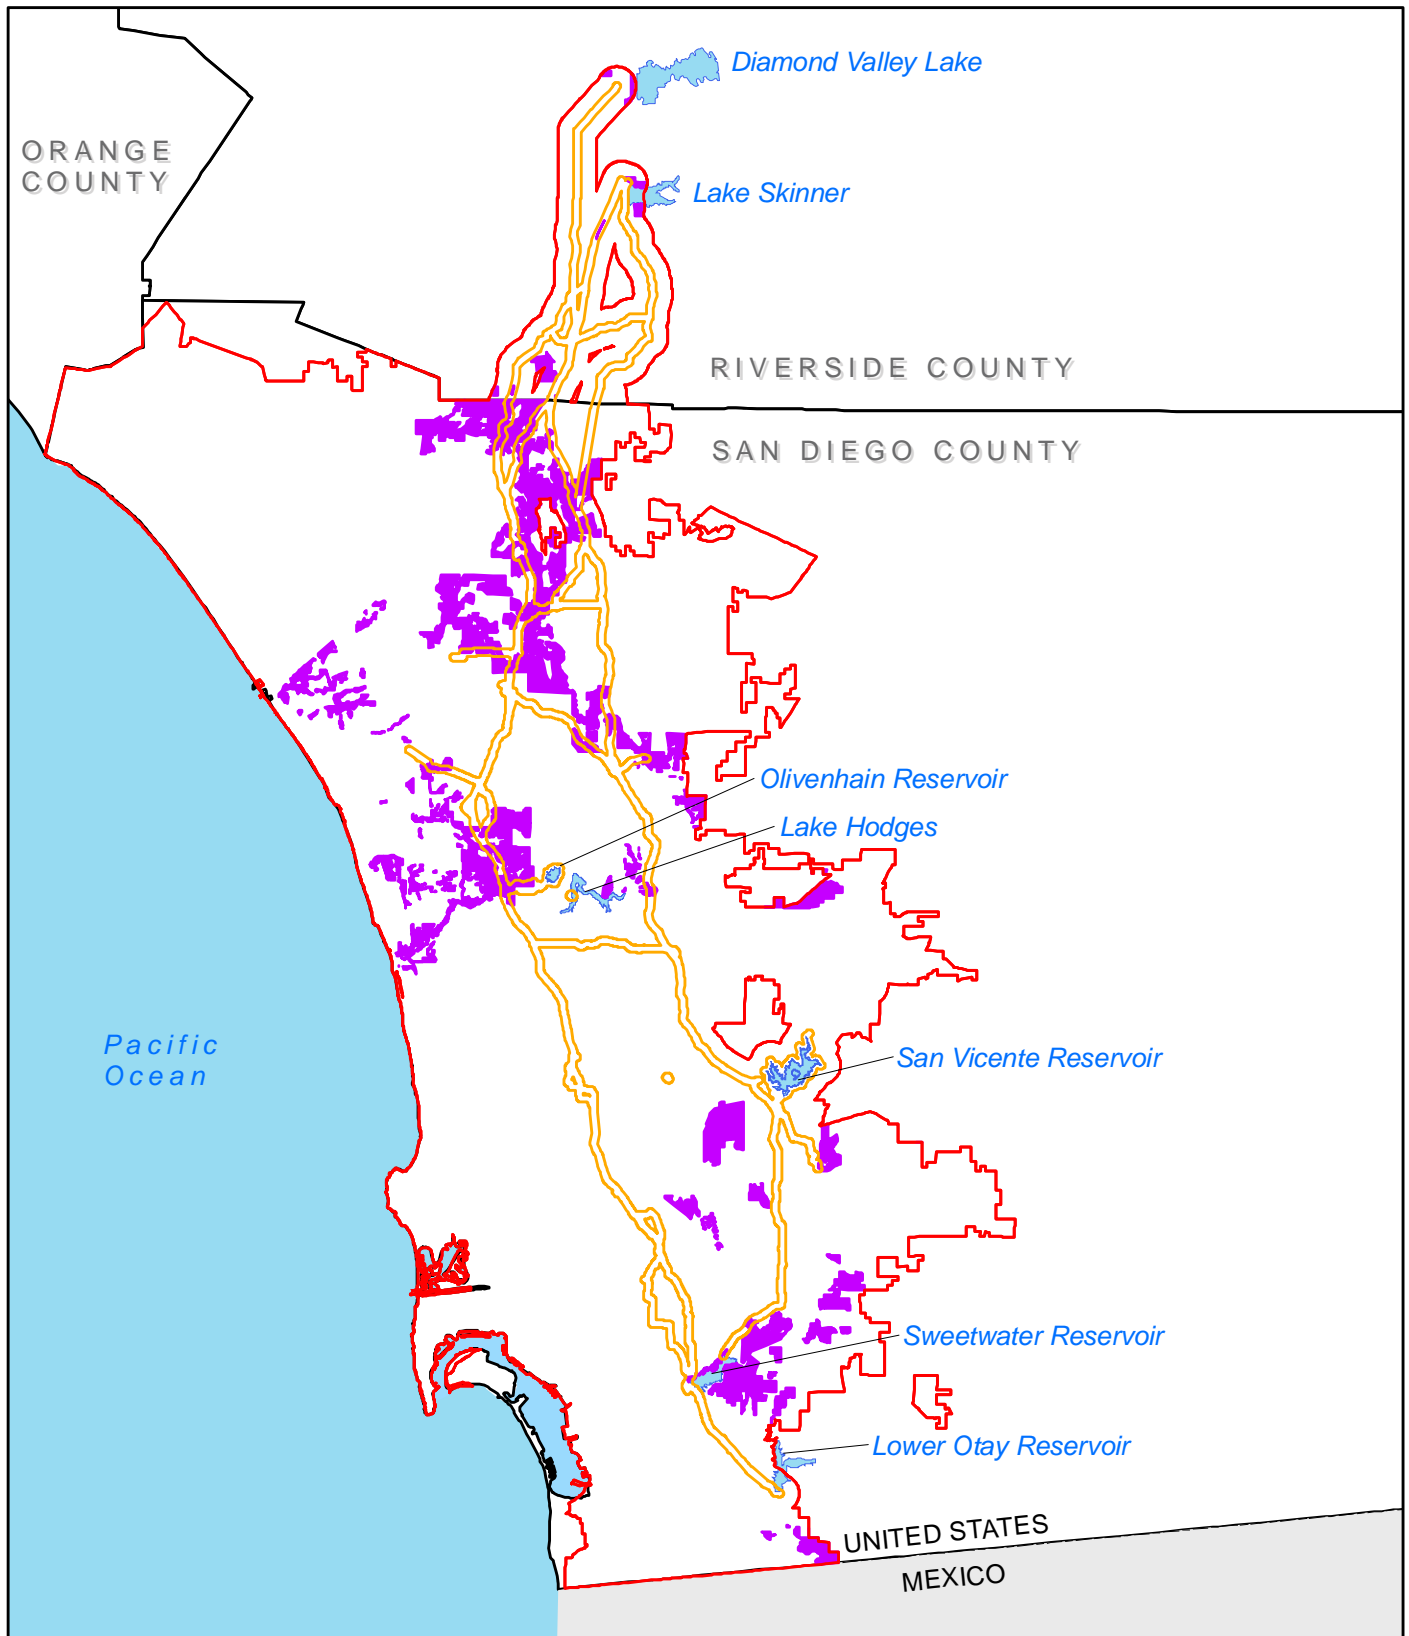 Diamond Valley Lake
ORANGE
COUNTY
Lake Skinner
RIVERSIDE COUNTY
SAN DIEGO COUNTY
Olivenhain Reservoir
Lake Hodges
Pacific
Ocean
San Vicente Reservoir
Sweetwater Reservoir
Lower Otay Reservoir
UNITED STATES
MEXICO